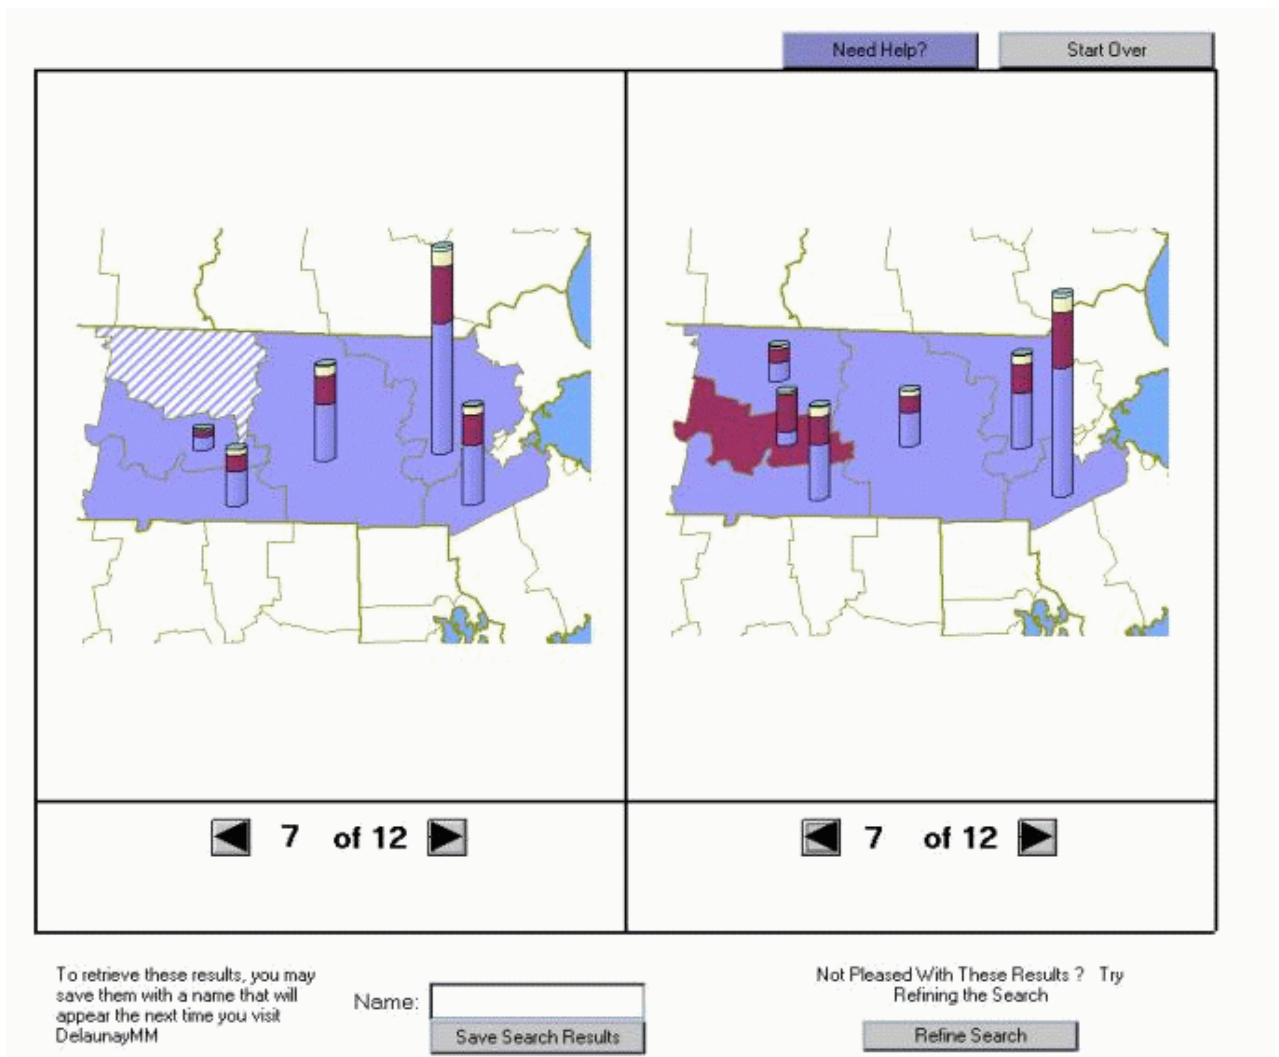 Need Help?
Start Over
7 of 12
7 of 12
To retrieve these results, you may
save them with a name that will
appear the next time you visit
DelaunayMM
Name:
Save Search Results
Not Pleased With These Results ? Try
Refining the Search
Refine Search